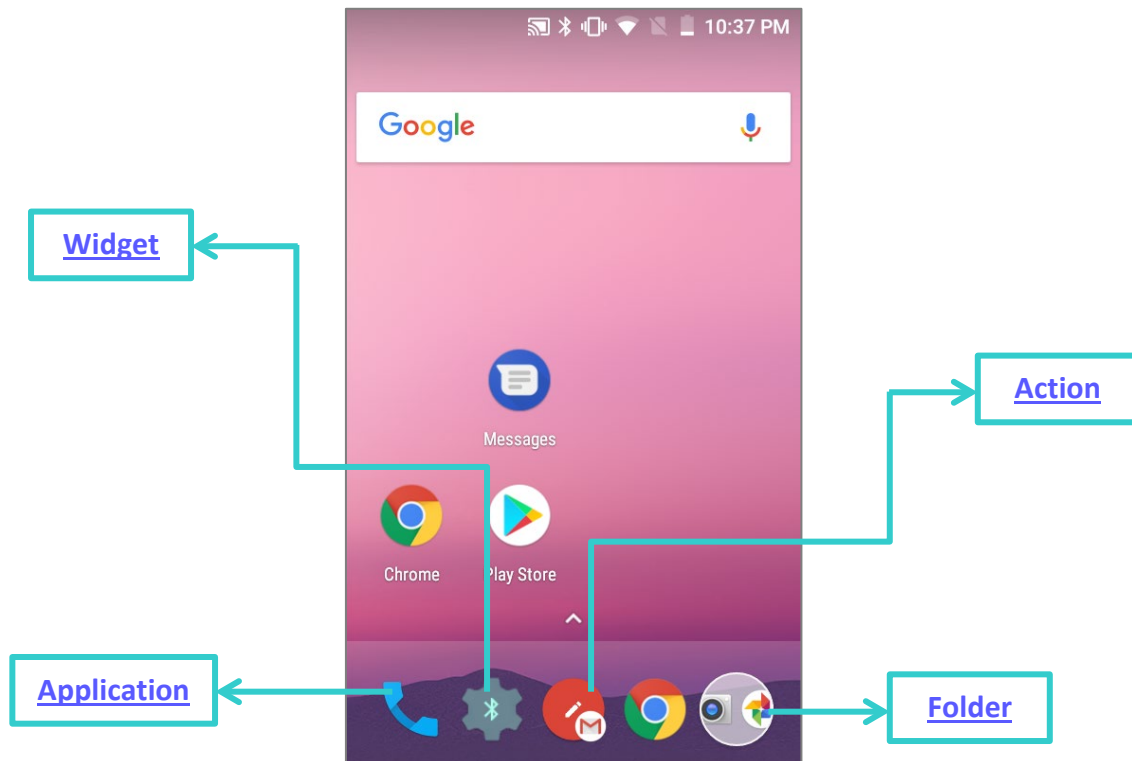 10:37 PM
Google
Widget
Messages
Action
Chrome
Play Store
Application
Folder